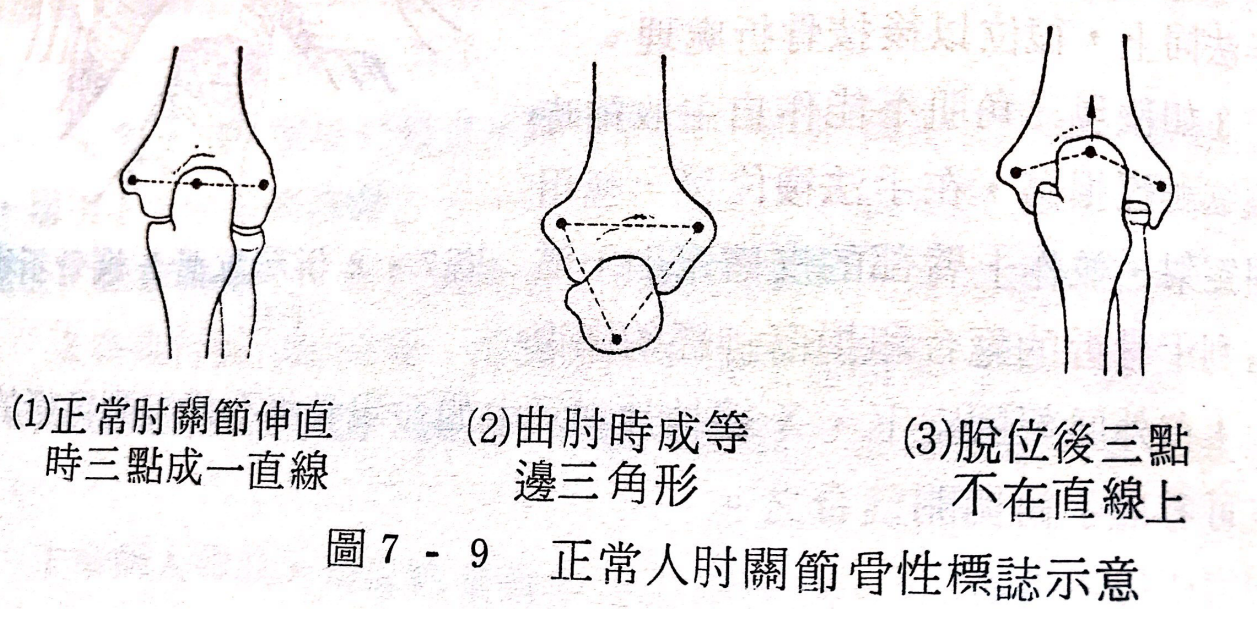 (1)正常肘關節伸直
時三點成一直線
(2)曲肘時成等
邊三角形
(3)脫位後三點
不在直線上
圖 7 - 9 正常人肘關節骨性標誌示意